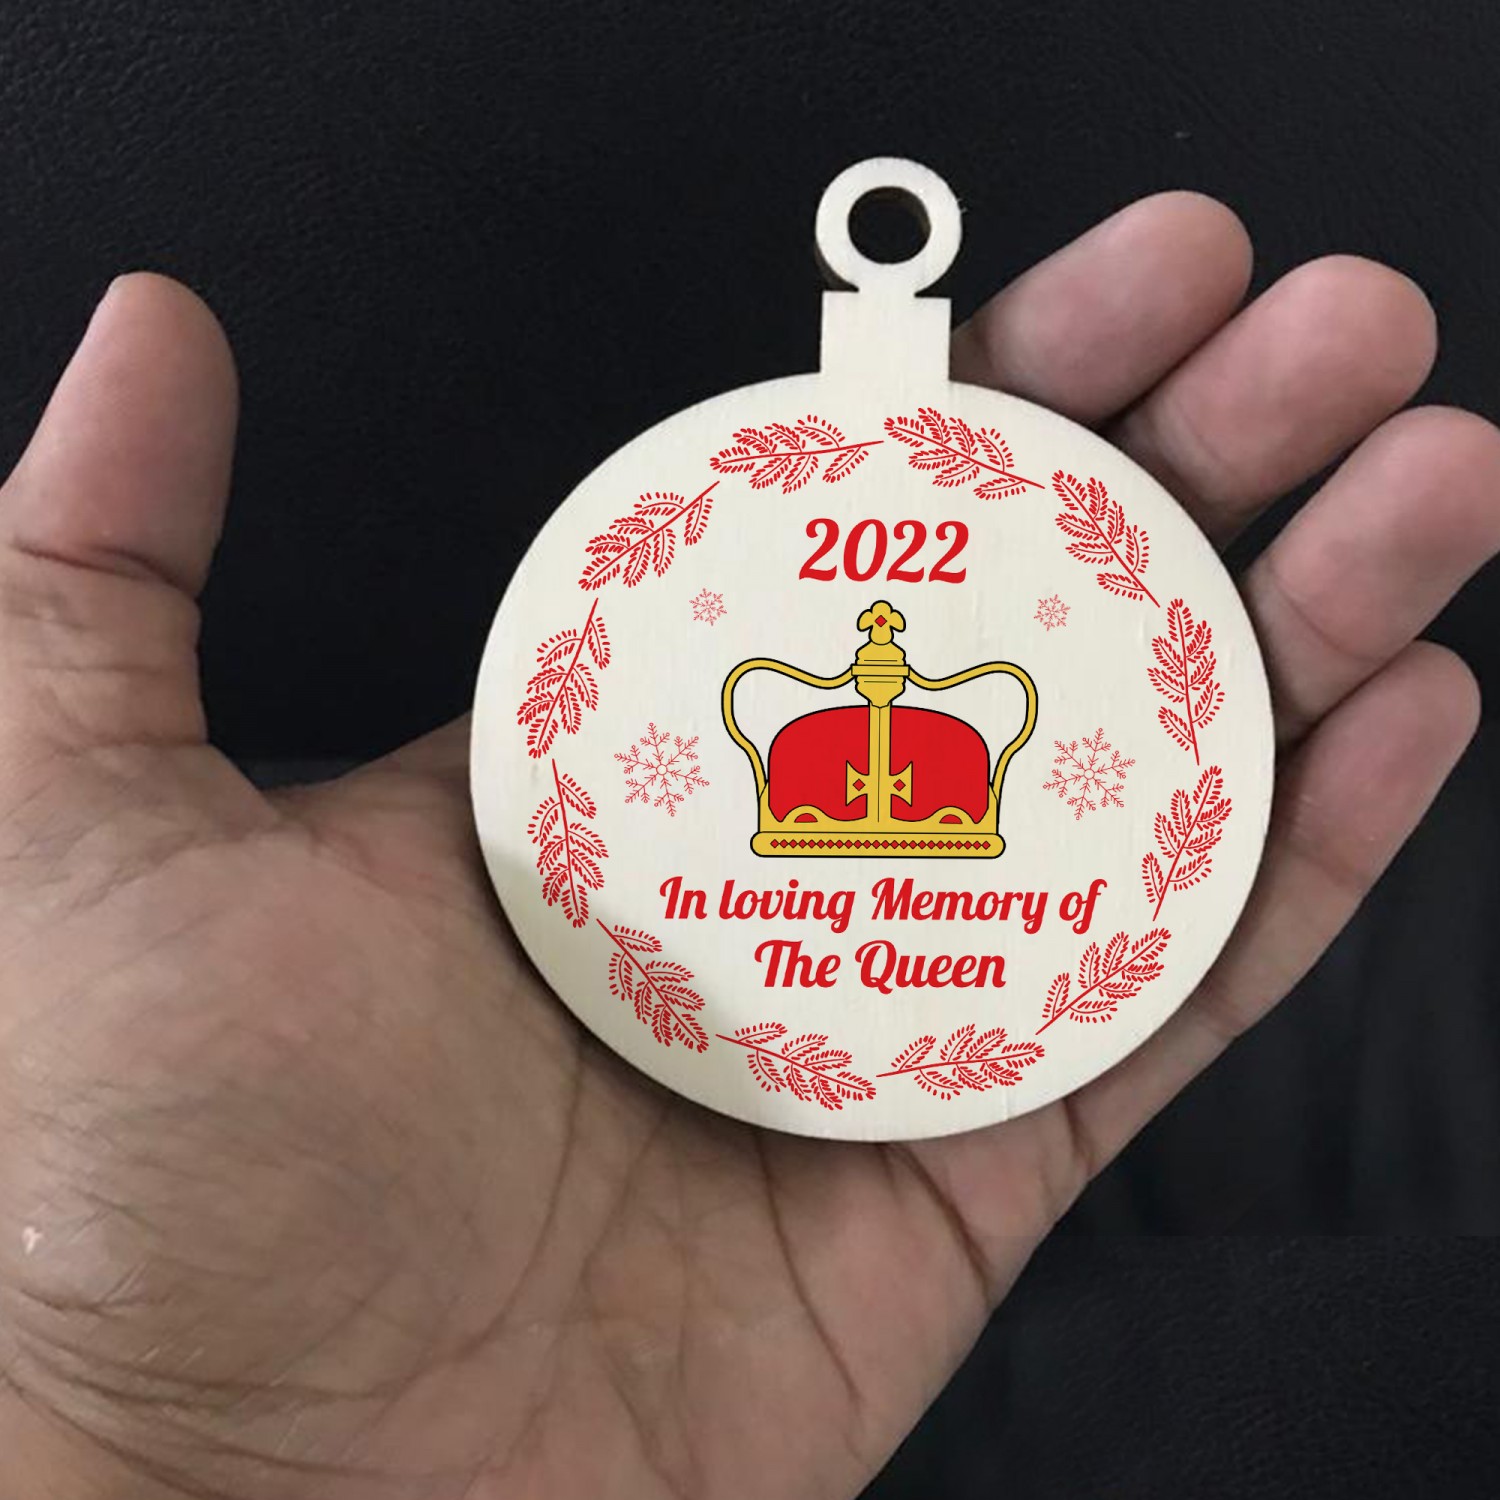 2022
In loving Memory of
The Queen